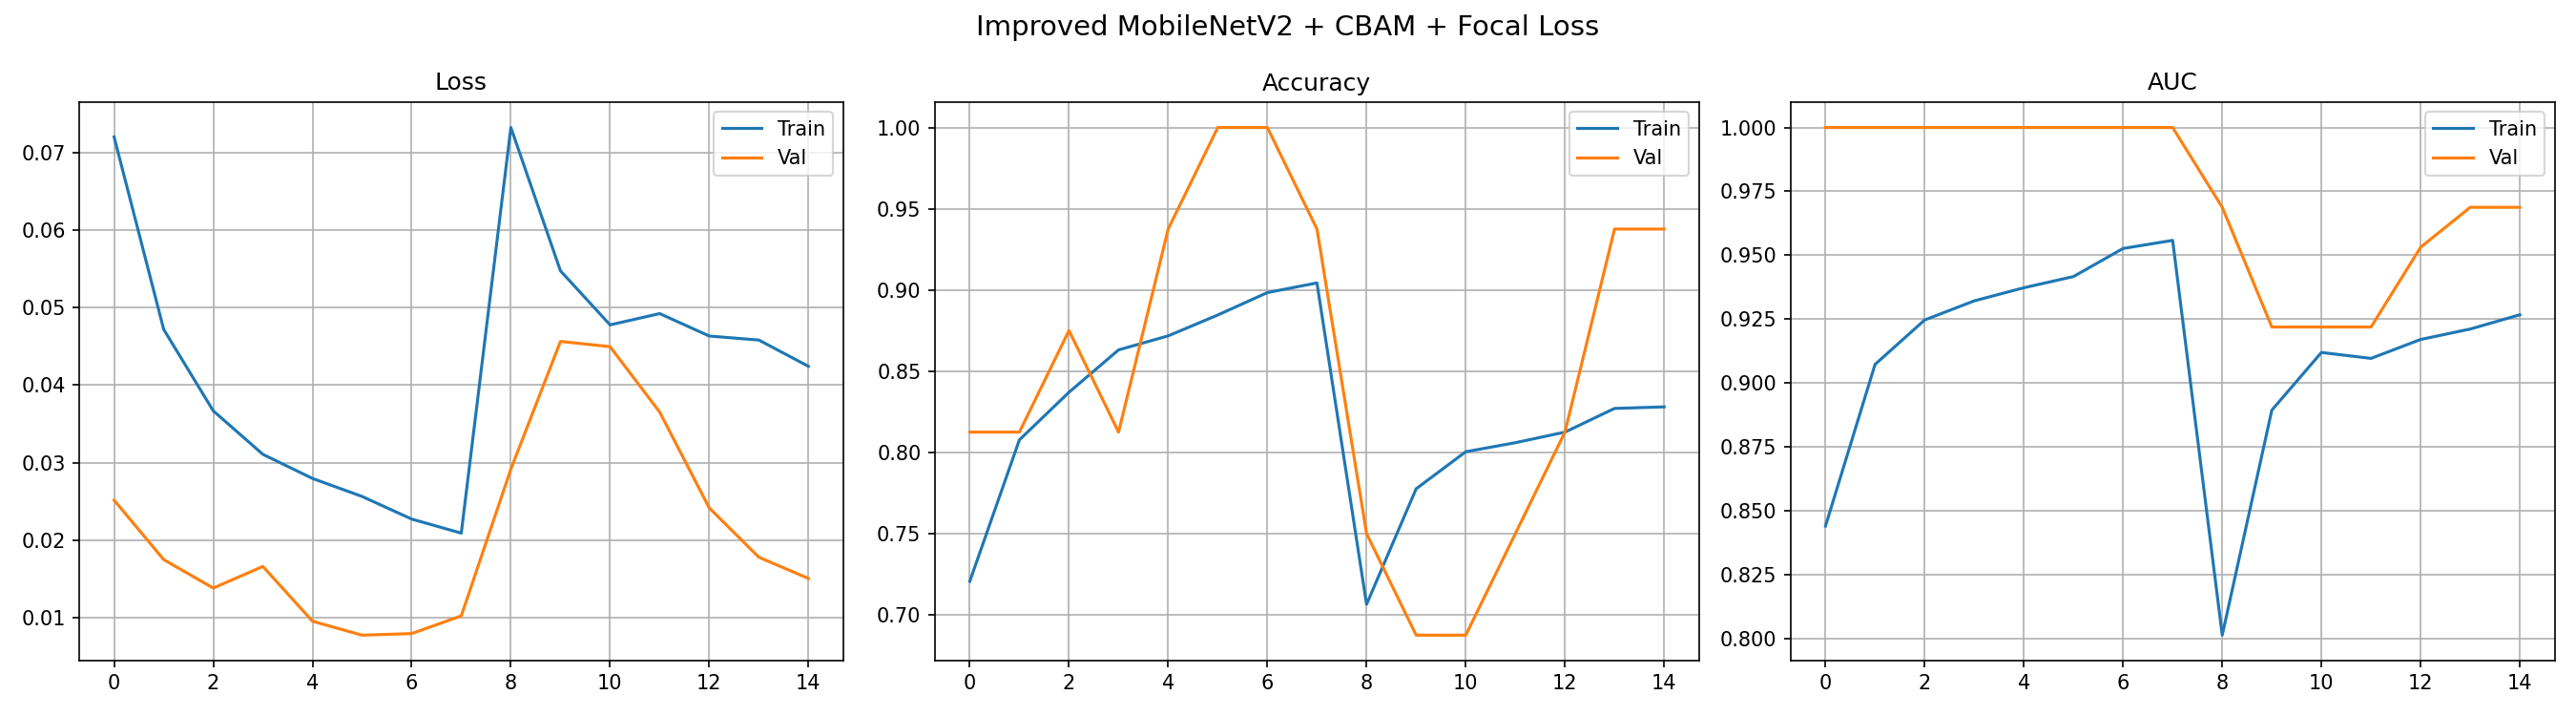 Improved MobileNetV2 + CBAM + Focal Loss
Loss
0.07
0.06
0.05
0.04
0.03
0.02
0.01
0 2 4 6 8 10 12 14
Train
Val
Accuracy
1.00
0.95
0.90
0.85
0.80
0.75
0.70
0 2 4 6 8 10 12 14
Train
Val
AUC
1.000
0.975
0.950
0.925
0.900
0.875
0.850
0.825
0.800
0 2 4 6 8 10 12 14
Train
Val